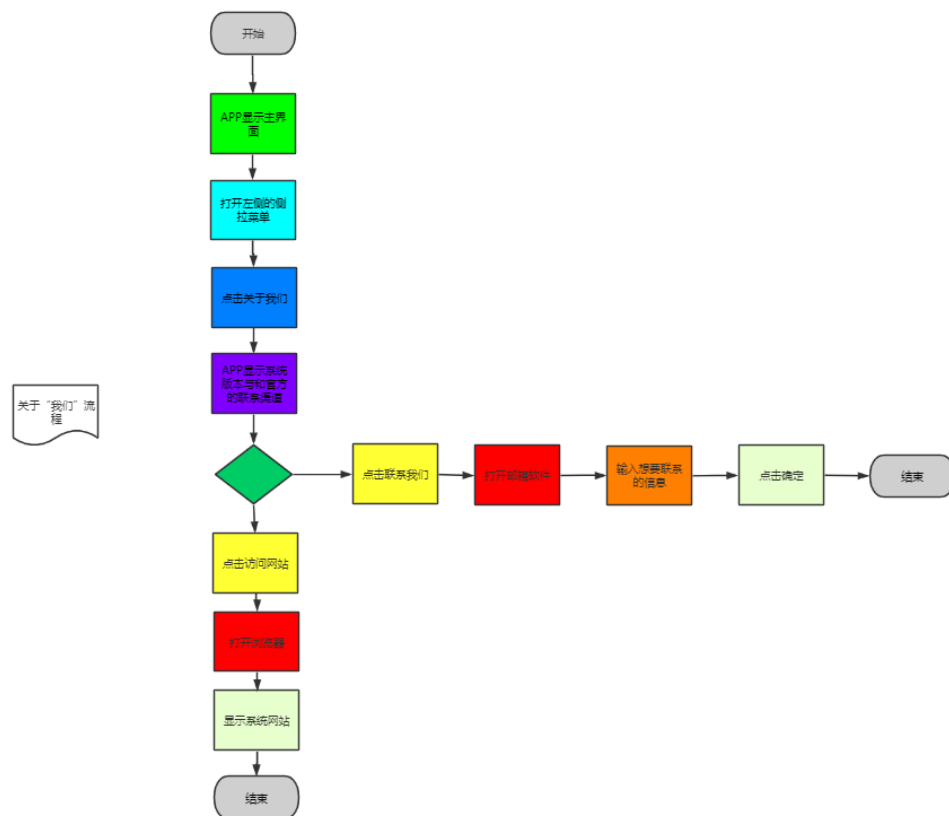 开始
APP显示主界
面
打开左侧的侧
拉菜单
点击关于我们
APP显示系统
版本与和官方
的联系渠道
关于“我们”流
程
点击联系我们
打开邮箱软件
输入想要联系
的信息
点击确定
结束
点击访问网站
打开浏览器
显示系统网站
结束